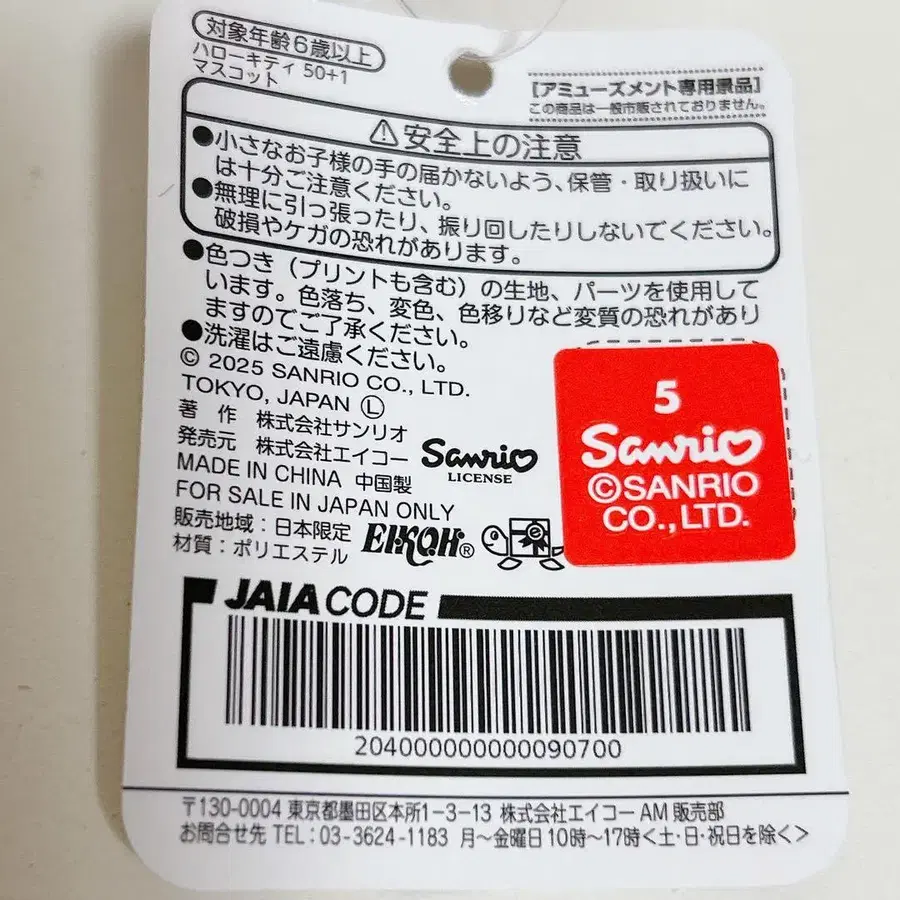 対象年齢6歳以上
ハローキティ 50+1
マスコット
[アミューズメント専用景品]
この商品は一般市販されておりません。
⚠安全上の注意
●小さなお子様の手の届かないよう、保管・取り扱いに
は十分ご注意ください。
●無理に引っ張ったり、振り回したりしないでください。
破損やケガの恐れがあります。
●色つき（プリントも含む）の生地、パーツを使用して
います。色落ち、変色、色移りなど変質の恐れがあり
ますのでご了承ください。
●洗濯はご遠慮ください。
© 2025 SANRIO CO., LTD.
TOKYO, JAPAN Ⓛ
著 作 株式会社サンリオ
発売元 株式会社エイコー
Sanrio
LICENSE
MADE IN CHINA 中国製
FOR SALE IN JAPAN ONLY
販売地域：日本限定
材質：ポリエステル
EIKOH®
5
Sanrio
©SANRIO
CO.,LTD.
JAIA CODE
204000000000090700
〒130-0004 東京都墨田区本所1-3-13 株式会社エイコー AM 販売部
お問合せ先 TEL：03-3624-1183 月〜金曜日10時〜17時<土・日・祝日を除く>